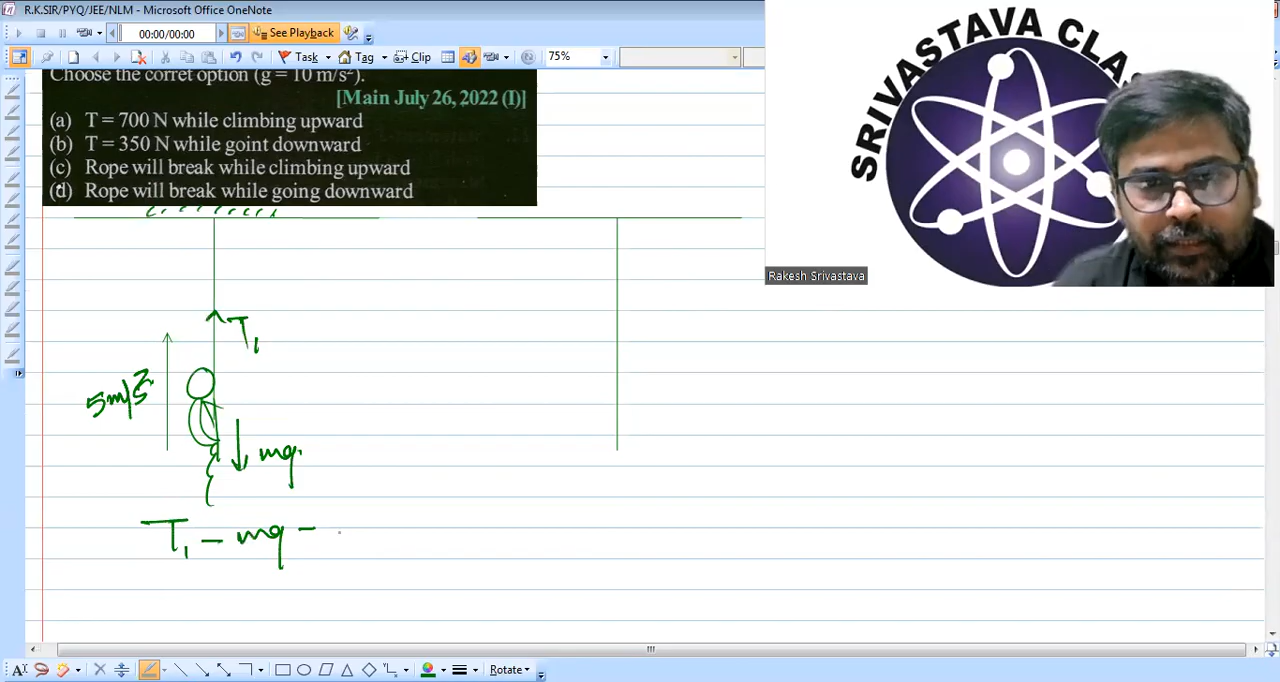 R.K.SIR/PYQ/JEE/NLM - Microsoft Office OneNote
00:00/00:00 See Playback
Task Tag Clip 75%
Choose the corret option (g = 10 m/s²).
[Main July 26, 2022 (I)]
(a) T = 700 N while climbing upward
(b) T = 350 N while goint downward
(c) Rope will break while climbing upward
(d) Rope will break while going downward
SRIVASTAVA CLAS
Rakesh Srivastava
T₁
5m/s²
mg
T₁ - mg -
Rotate